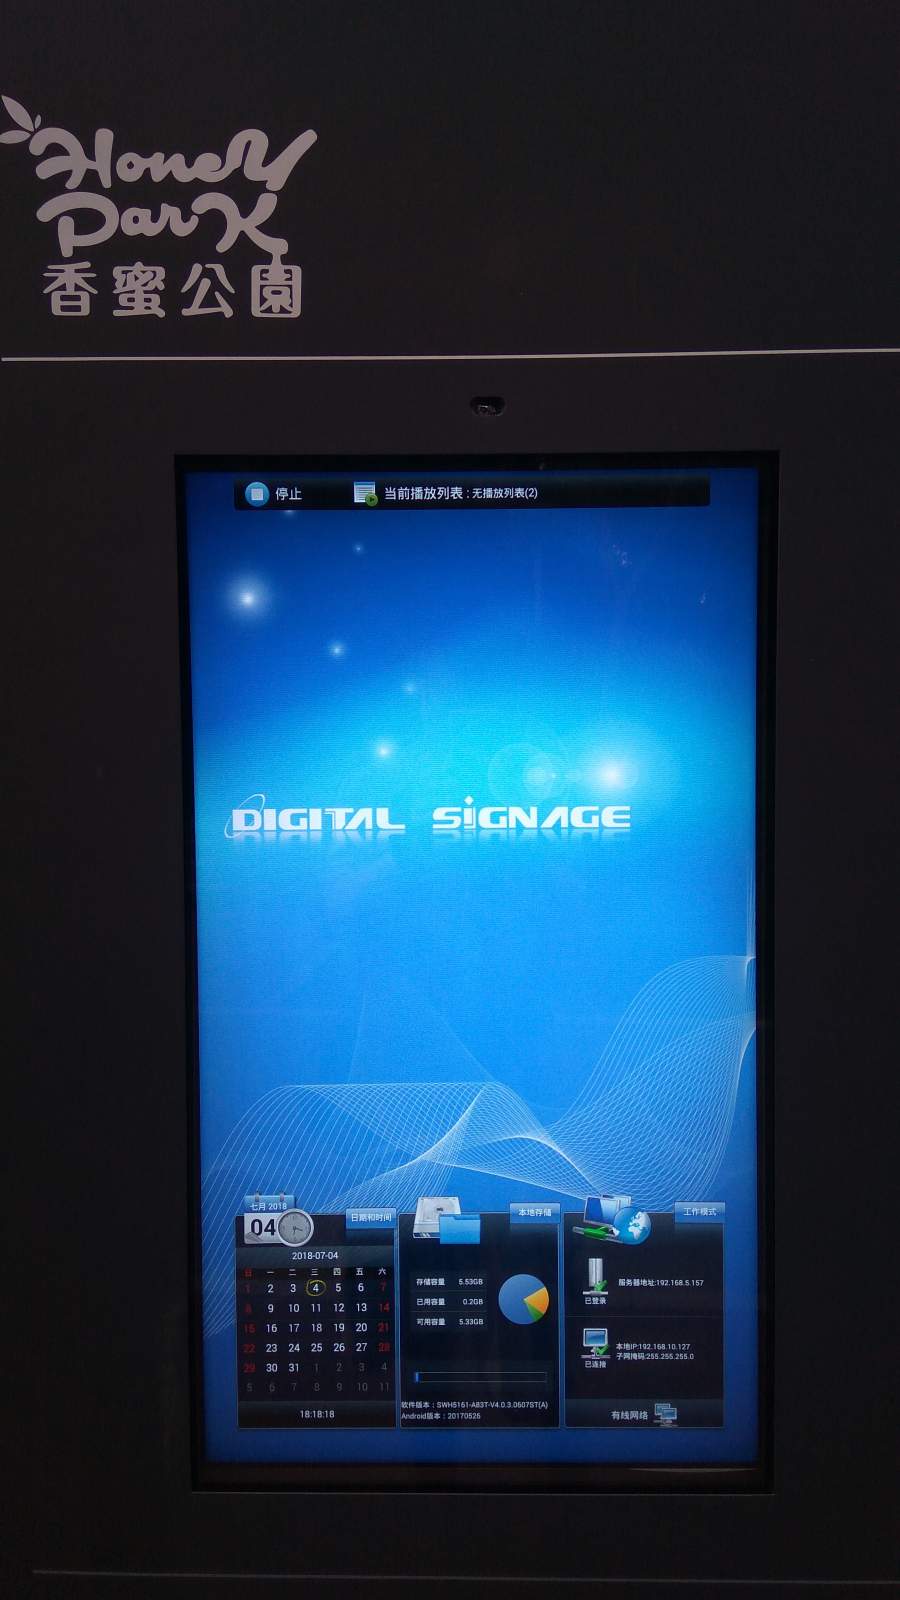 Honey
Park
香蜜公園
停止
当前播放列表 : 无播放列表(2)
DIGITAL SIGNAGE
七月 2018
04
日期和时间
2018-07-04
日 一 二 三 四 五 六
1 2 3 4 5 6 7
8 9 10 11 12 13 14
15 16 17 18 19 20 21
22 23 24 25 26 27 28
29 30 31 1 2 3 4
5 6 7 8 9 10 11
18:18:18
本地存储
存储容量 5.53GB
已用容量 0.2GB
可用容量 5.33GB
软件版本 : SWH5161-A83T-V4.0.3.0607ST(A)
Android版本 : 20170525
工作模式
服务器地址:192.168.5.157
已登录
本地IP:192.168.10.127
子网掩码:255.255.255.0
已连接
有线网络